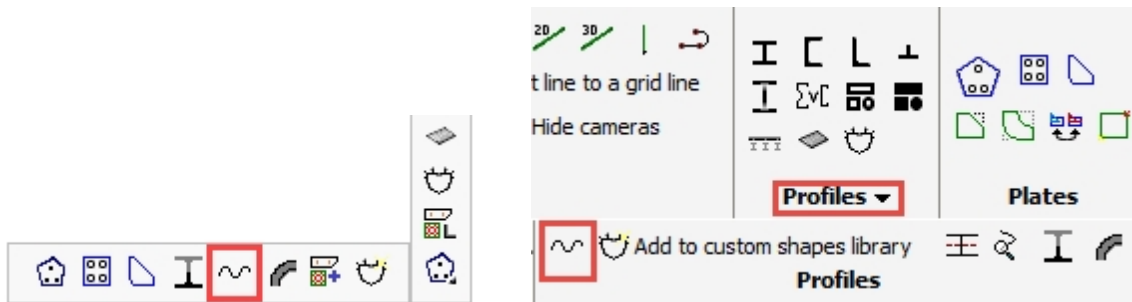 2D 3D
t line to a grid line
Hide cameras
Profiles
Plates
Add to custom shapes library
Profiles